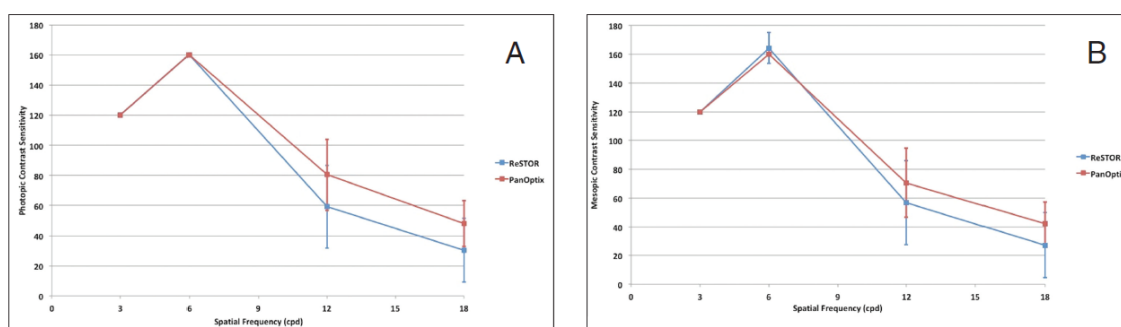 A
180
160
140
120
100
80
60
40
20
0
Photopic Contrast Sensitivity
0 3 6 9 12 15 18
Spatial Frequency (cpd)
ReSTOR
PanOptix
B
180
160
140
120
100
80
60
40
20
0
Mesopic Contrast Sensitivity
0 3 6 9 12 15 18
Spatial Frequency (cpd)
ReSTOR
PanOptix